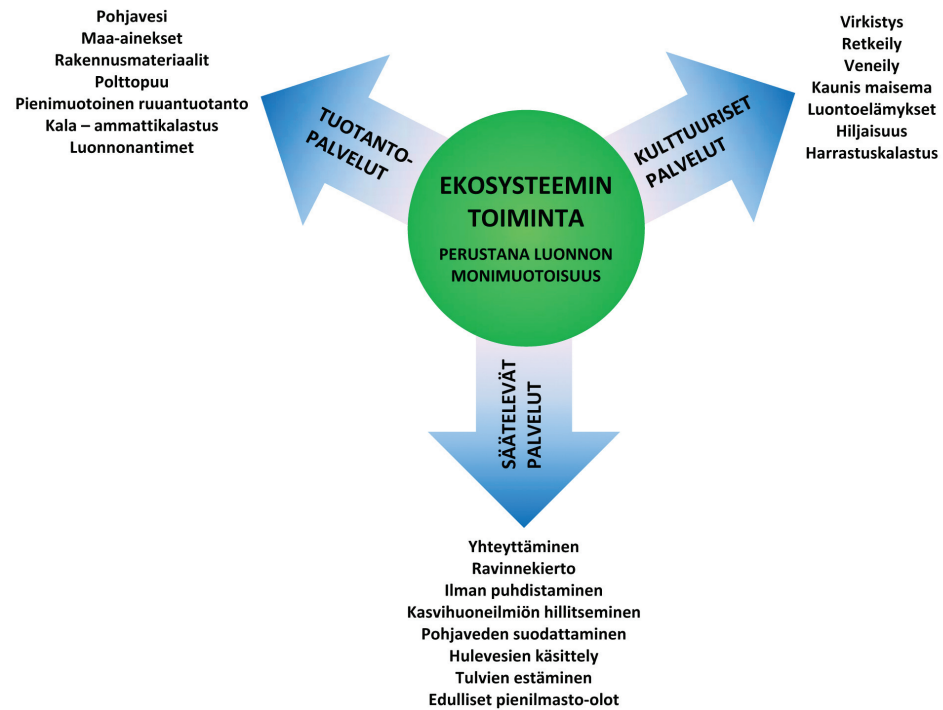 Pohjavesi
Maa-ainekset
Rakennusmateriaalit
Polttopuu
Pienimuotoinen ruuantuotanto
Kala – ammattikalastus
Luonnonantimet
TUOTANTO-
PALVELUT
Virkistys
Retkeily
Veneily
Kaunis maisema
Luontoelämykset
Hiljaisuus
Harrastuskalastus
KULTTUURISET
PALVELUT
EKOSYSTEEMIN
TOIMINTA
PERUSTANA LUONNON
MONIMUOTOISUUS
SÄÄTELEVÄT
PALVELUT
Yhteyttäminen
Ravinnekierto
Ilman puhdistaminen
Kasvihuoneilmiön hillitseminen
Pohjaveden suodattaminen
Hulevesien käsittely
Tulvien estäminen
Edulliset pienilmasto-olot